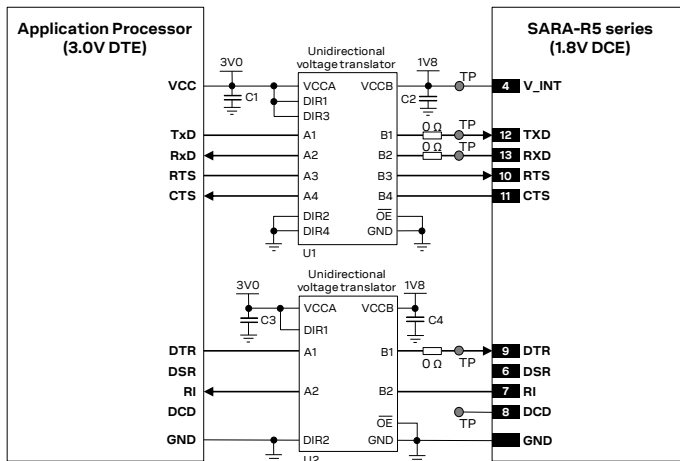 Application Processor
(3.0V DTE)
SARA-R5 series
(1.8V DCE)
Unidirectional
voltage translator
3V0
1V8
TP
VCC
C1
VCCA
VCCB
C2
4
V_INT
DIR1
DIR3
0 Ω
TP
TxD
A1
B1
12
TXD
0 Ω
TP
RxD
A2
B2
13
RXD
RTS
A3
B3
10
RTS
CTS
A4
B4
11
CTS
DIR2
OE
DIR4
GND
U1
Unidirectional
voltage translator
3V0
1V8
VCCA
VCCB
C3
C4
DIR1
DTR
A1
B1
0 Ω
TP
9
DTR
DSR
6
DSR
RI
A2
B2
7
RI
DCD
TP
8
DCD
OE
GND
DIR2
GND
GND
U2